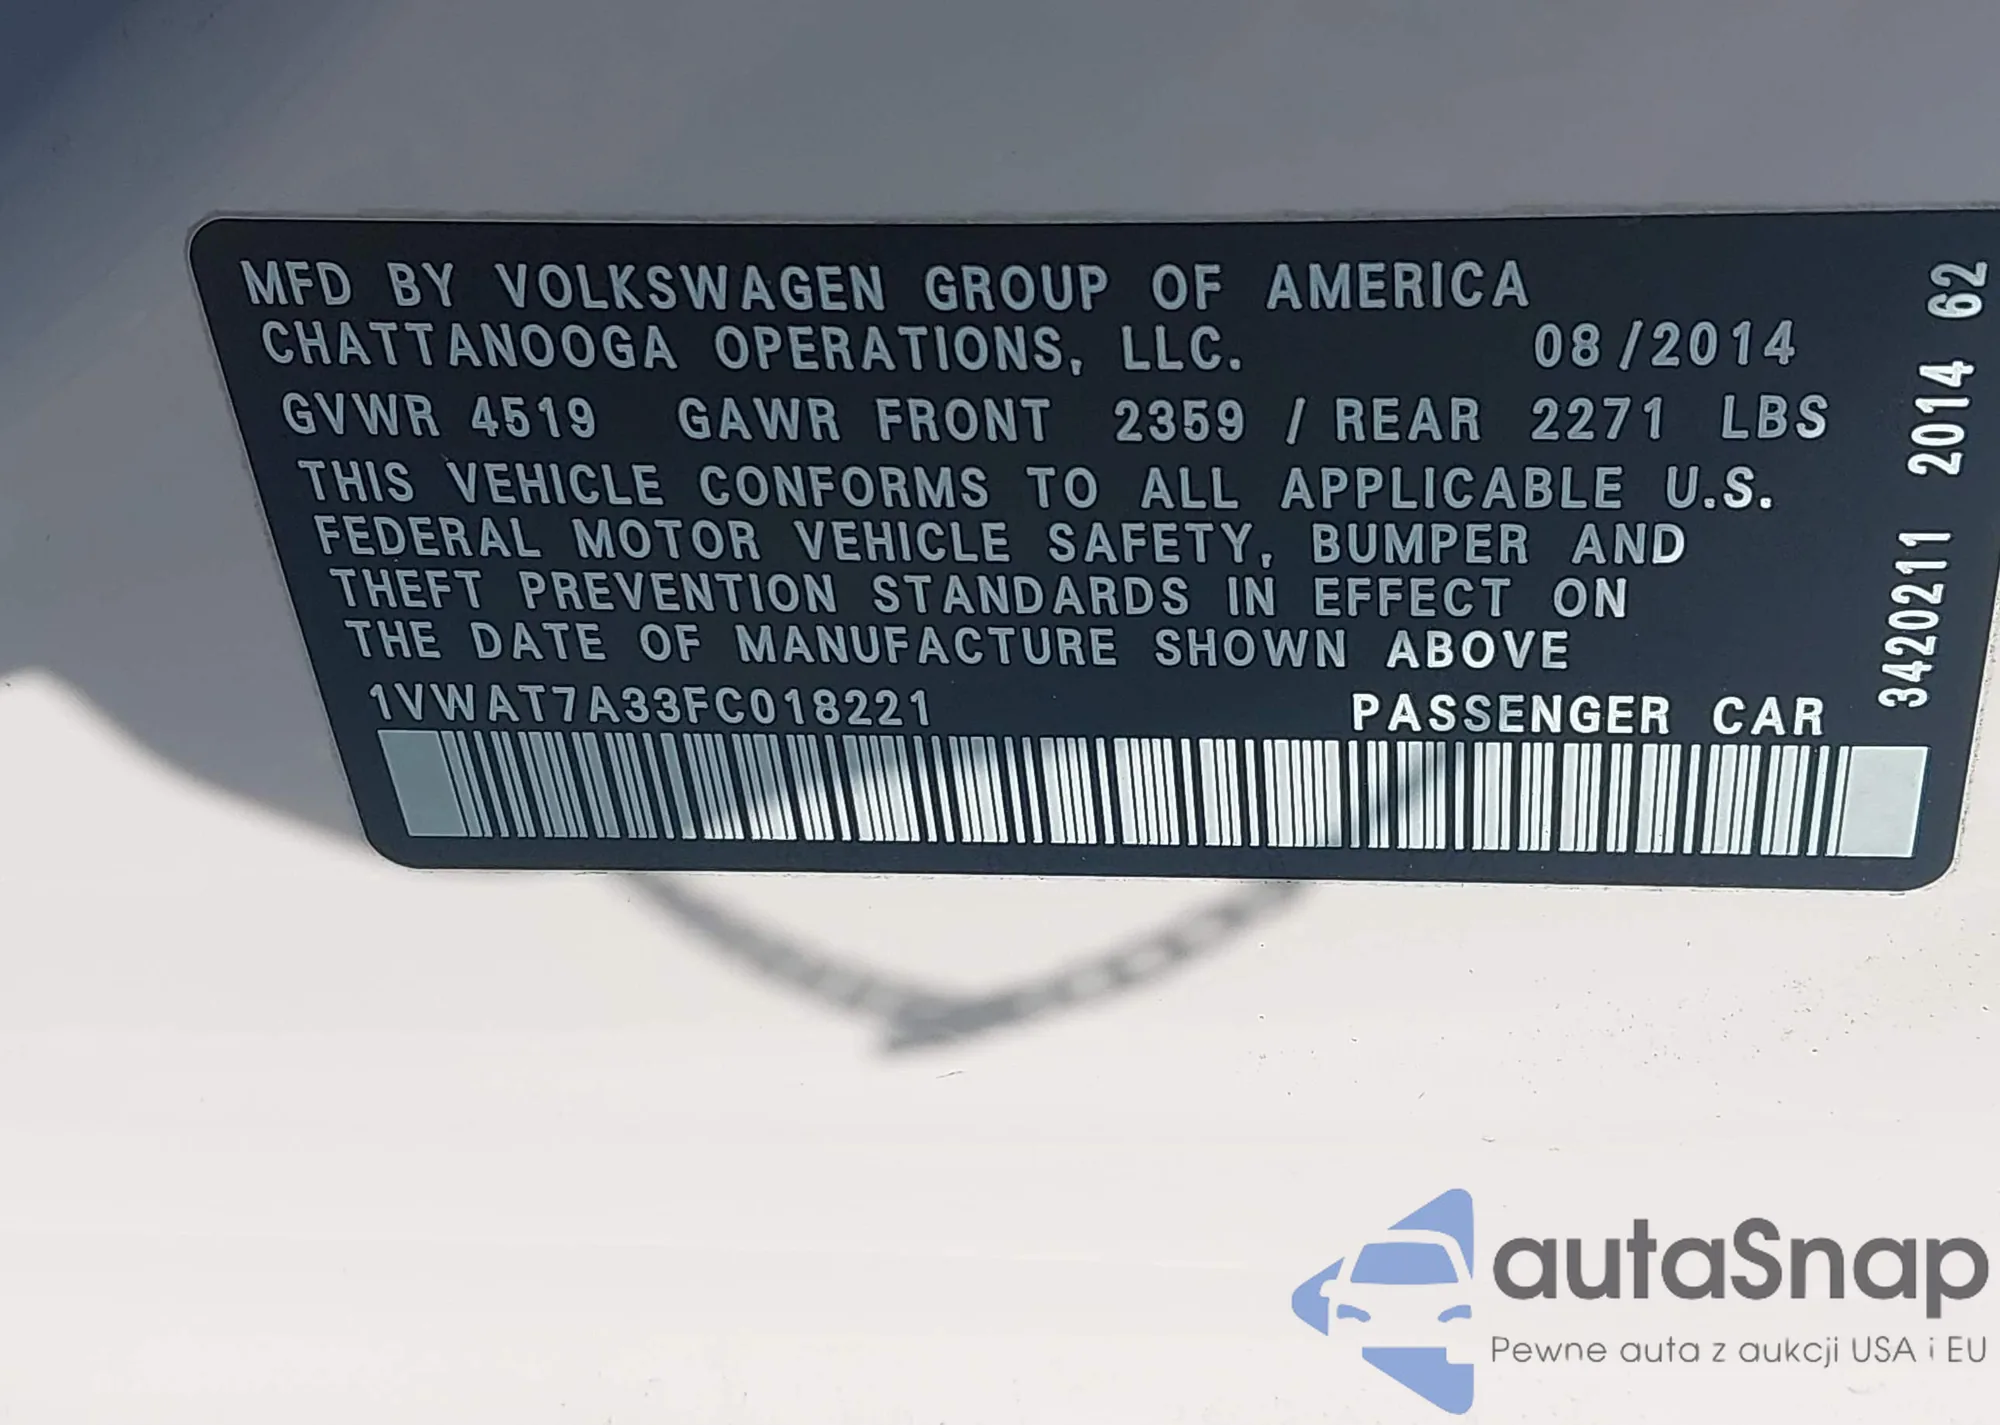 MFD BY VOLKSWAGEN GROUP OF AMERICA
CHATTANOOGA OPERATIONS, LLC. 08/2014
GVWR 4519 GAWR FRONT 2359 / REAR 2271 LBS
THIS VEHICLE CONFORMS TO ALL APPLICABLE U.S.
FEDERAL MOTOR VEHICLE SAFETY, BUMPER AND
THEFT PREVENTION STANDARDS IN EFFECT ON
THE DATE OF MANUFACTURE SHOWN ABOVE
1VWAT7A33FC018221 PASSENGER CAR
3420211 2014 62
autaSnap
Pewne auta z aukcji USA i EU